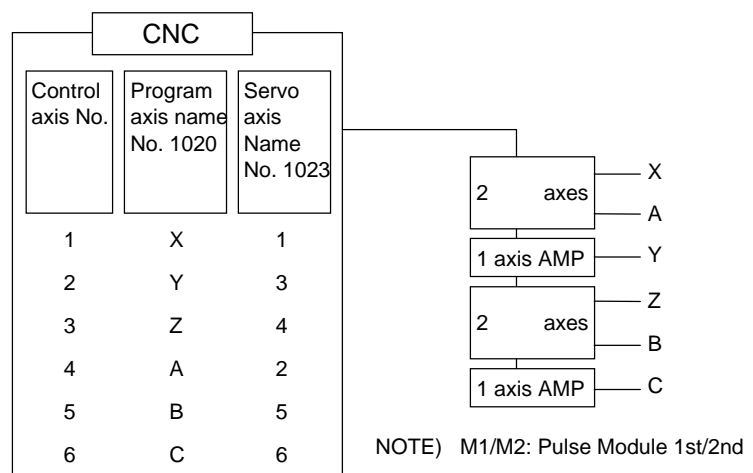 CNC
Control
axis No.
Program
axis name
No. 1020
Servo
axis
Name
No. 1023
1 X 1
2 Y 3
3 Z 4
4 A 2
5 B 5
6 C 6
2 axes
X
A
1 axis AMP
Y
2 axes
Z
B
1 axis AMP
C
NOTE) M1/M2: Pulse Module 1st/2nd